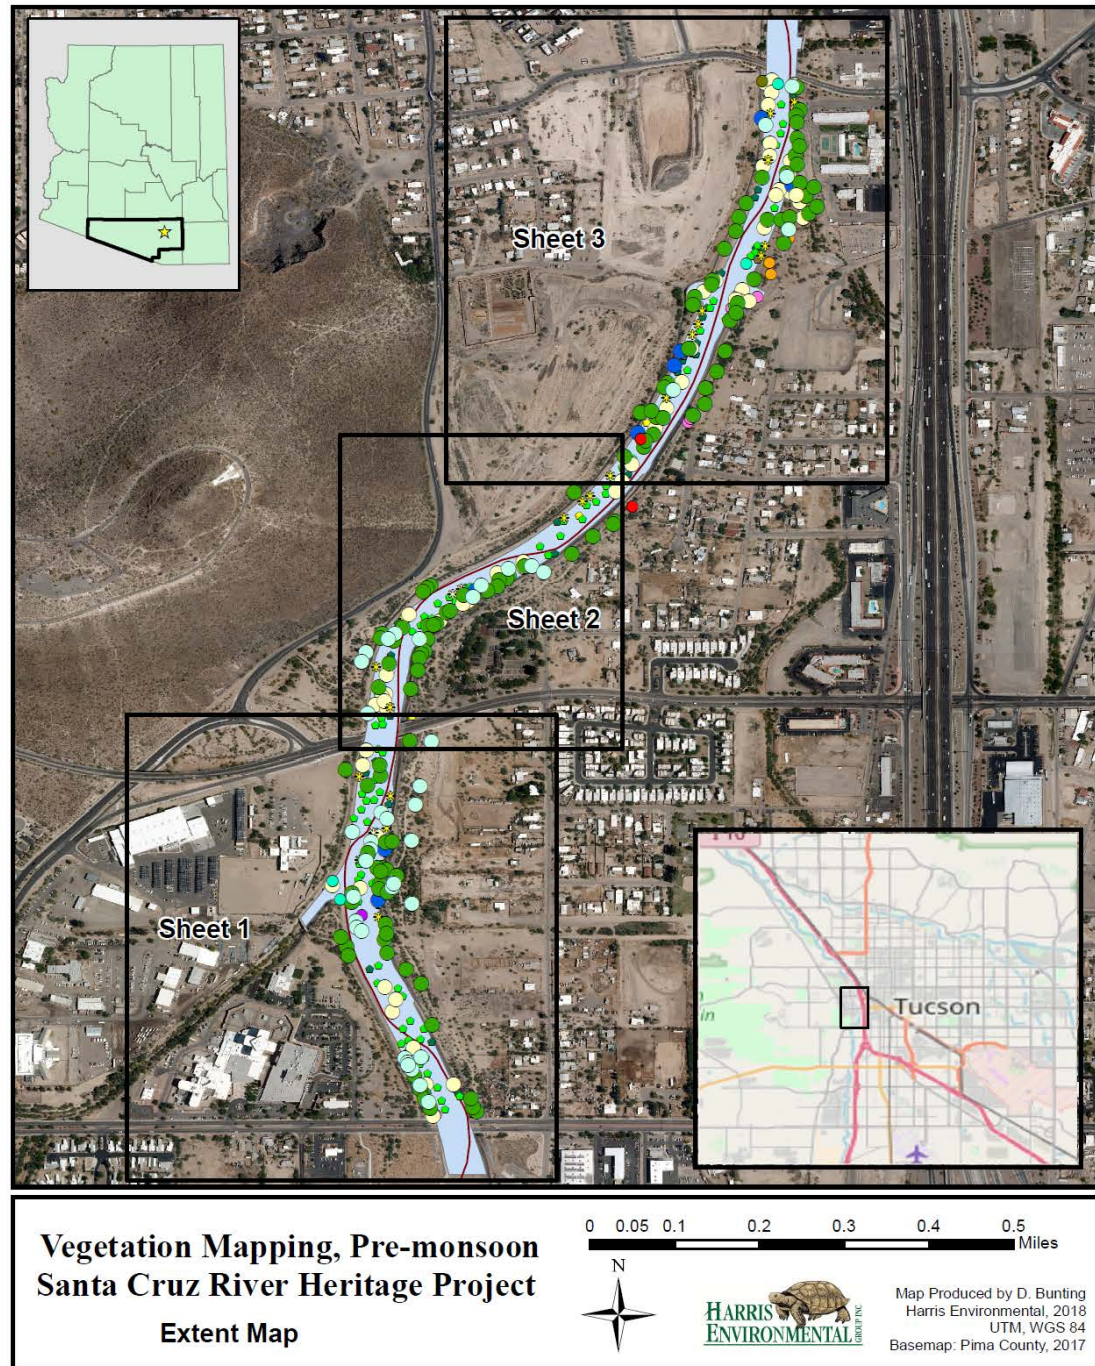 Sheet 3
Sheet 2
Sheet 1
Tucson
in
Vegetation Mapping, Pre-monsoon
Santa Cruz River Heritage Project
Extent Map
0 0.05 0.1 0.2 0.3 0.4 0.5
Miles
N
HARRIS
ENVIRONMENTAL
GROUP INC
Map Produced by D. Bunting
Harris Environmental, 2018
UTM, WGS 84
Basemap: Pima County, 2017